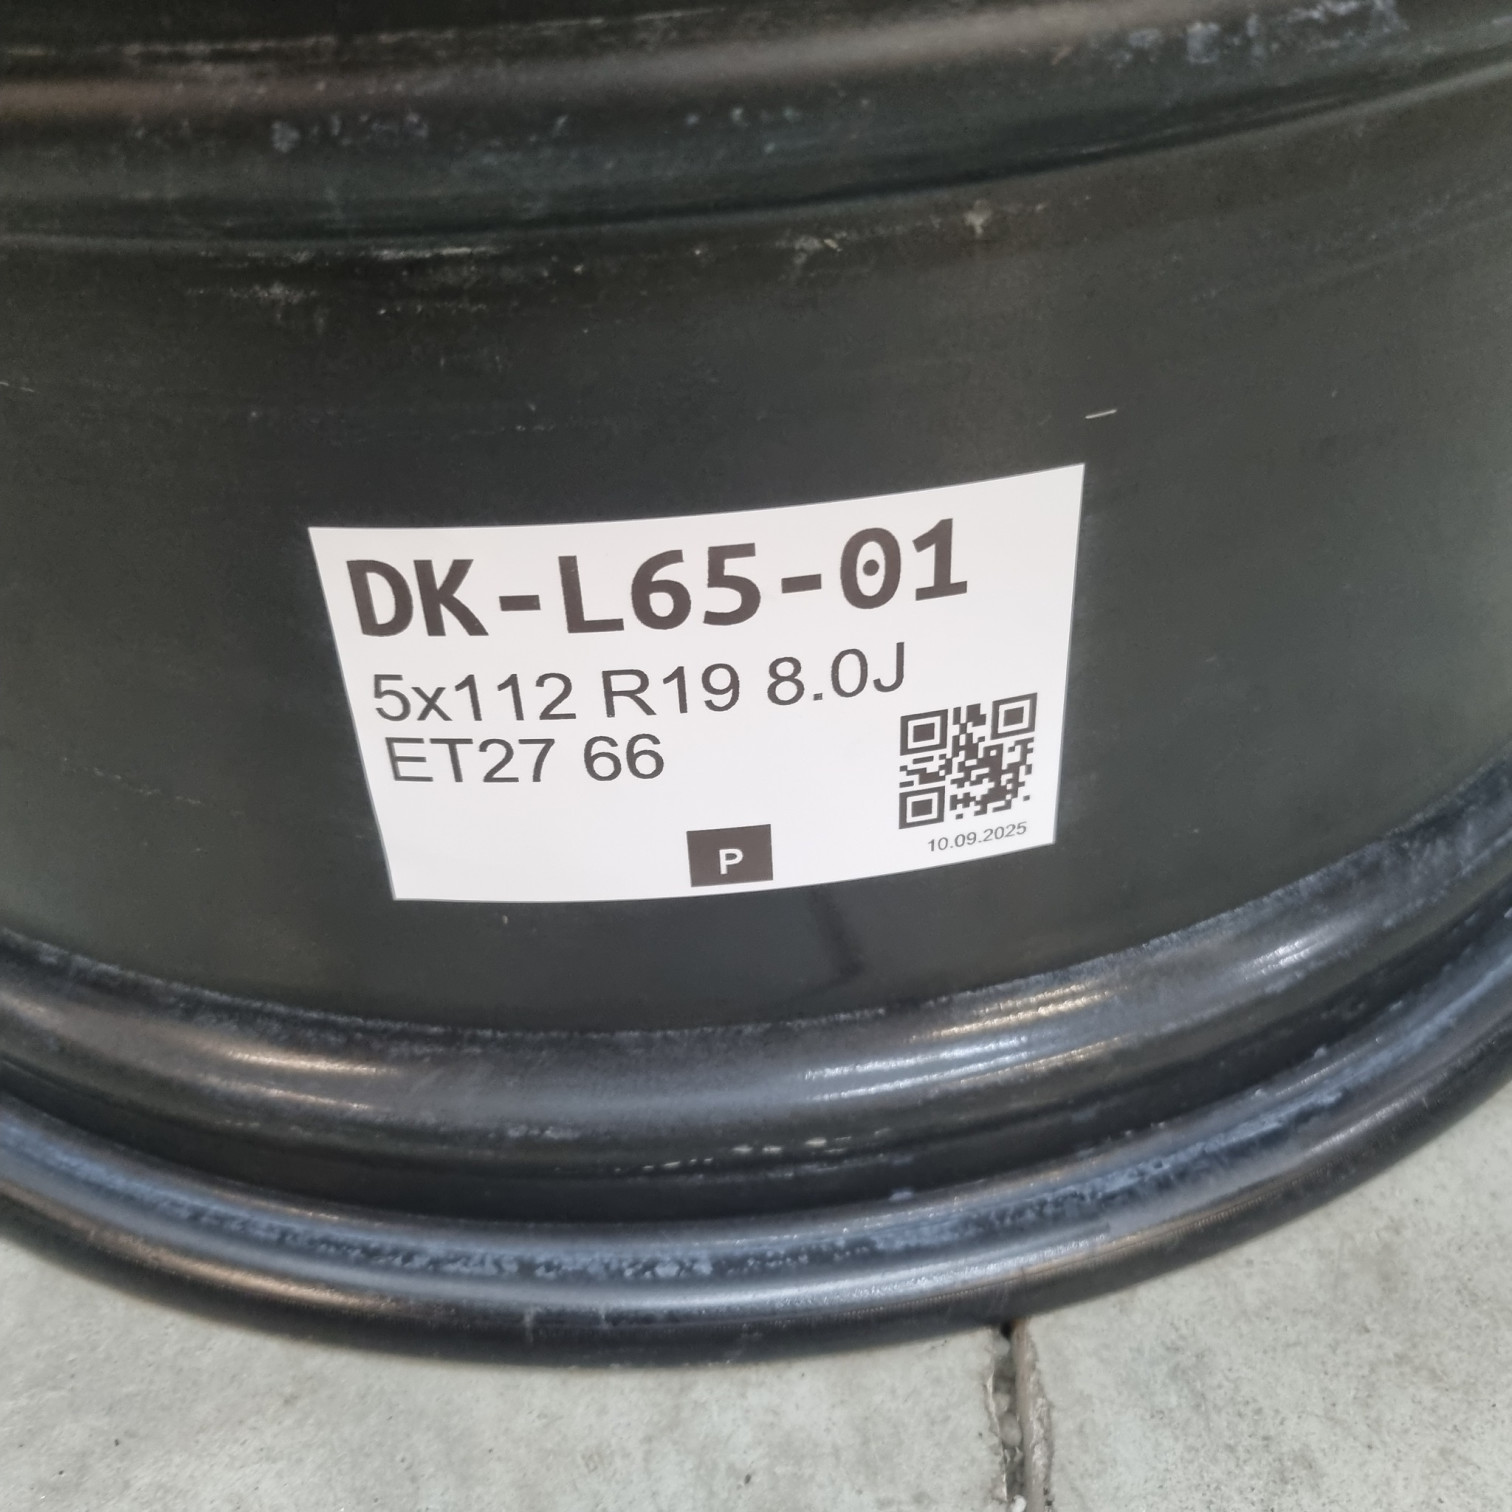 DK-L65-01
5x112 R19 8.0J
ET27 66
P
10.09.2025